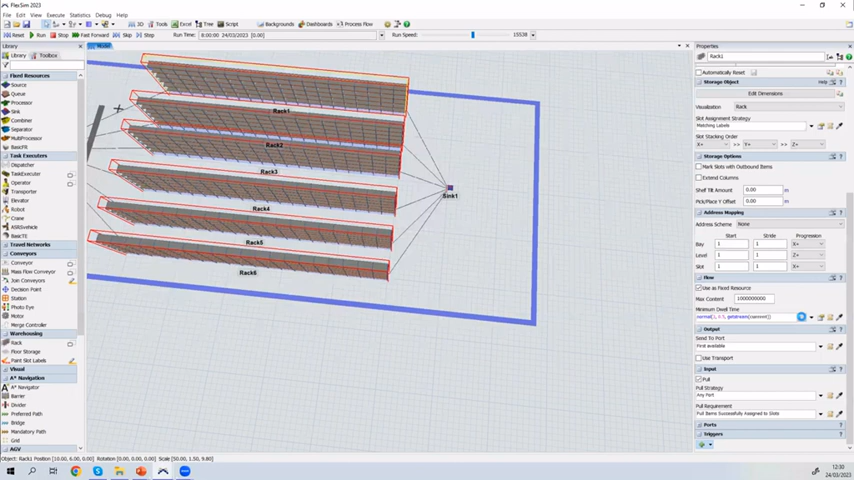 FlexSim 2023
File Edit Execute Statistics Debug Help
3D Tools Excel Tree Script Backgrounds Dashboards Process Flow
Reset Run Stop Fast Forward Skip Step Run Time: 8:00:00 24/03/2023 [0.00] Run Speed: 15538
Library
Library Toolbox
Fixed Resources
Source
Queue
Processor
Sink
Combiner
Separator
MultiProcessor
BasicFR
Task Executers
Dispatcher
TaskExecuter
Operator
Transporter
Elevator
Robot
Crane
ASRSvehicle
BasicTE
Travel Networks
Conveyors
Conveyor
Mass Flow Conveyor
Join Conveyors
Decision Point
Station
Photo Eye
Motor
Merge Controller
Warehousing
Rack
Floor Storage
Paint Slot Labels
Visual
A* Navigation
A* Navigator
Barrier
Divider
Preferred Path
Bridge
Mandatory Path
Grid
AGV
Model
Rack1
Rack2
Rack3
Rack4
Rack5
Rack6
Sink1
Properties
Rack1
Automatically Reset
Storage Object Help
Edit Dimensions
Visualization Rack
Slot Assignment Strategy
Matching Labels
Slot Stacking Order
X+ >> Y+ >> Z+
Storage Options
Mark Slots with Outbound Items
Extend Columns
Shelf Tilt Amount 0.00 m
Pick/Place Y Offset 0.00 m
Address Mapping
Address Scheme None
Start Stride Progression
Bay 1 1 X+
Level 1 1 Z+
Slot 1 1 X+
Flow
Use as Fixed Resource
Max Content 1000000000
Minimum Dwell Time
Output
Send To Port
First available
Use Transport
Input
Pull
Pull Strategy
Any Port
Pull Requirement
Pull Items Successfully Assigned to Slots
Ports
Triggers
Object: Rack1 Position [10.00, 6.00, 0.00] Rotation [0.00, 0.00, 0.00] Scale [50.00, 1.50, 9.80]
12:30
24/03/2023